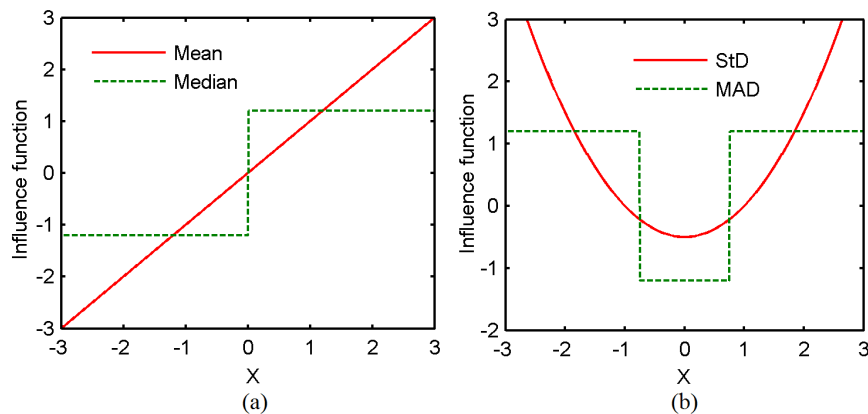 3
2
1
0
-1
-2
-3
-3 -2 -1 0 1 2 3
Influence function
X
Mean
Median
(a)
3
2
1
0
-1
-2
-3 -2 -1 0 1 2 3
Influence function
X
StD
MAD
(b)